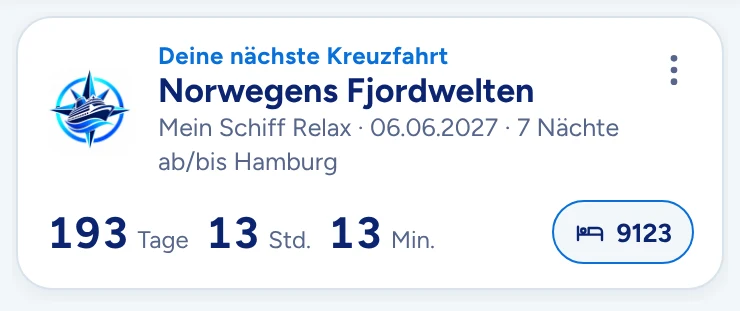 Deine nächste Kreuzfahrt
Norwegens Fjordwelten
Mein Schiff Relax · 06.06.2027 · 7 Nächte
ab/bis Hamburg
193 Tage 13 Std. 13 Min.
9123